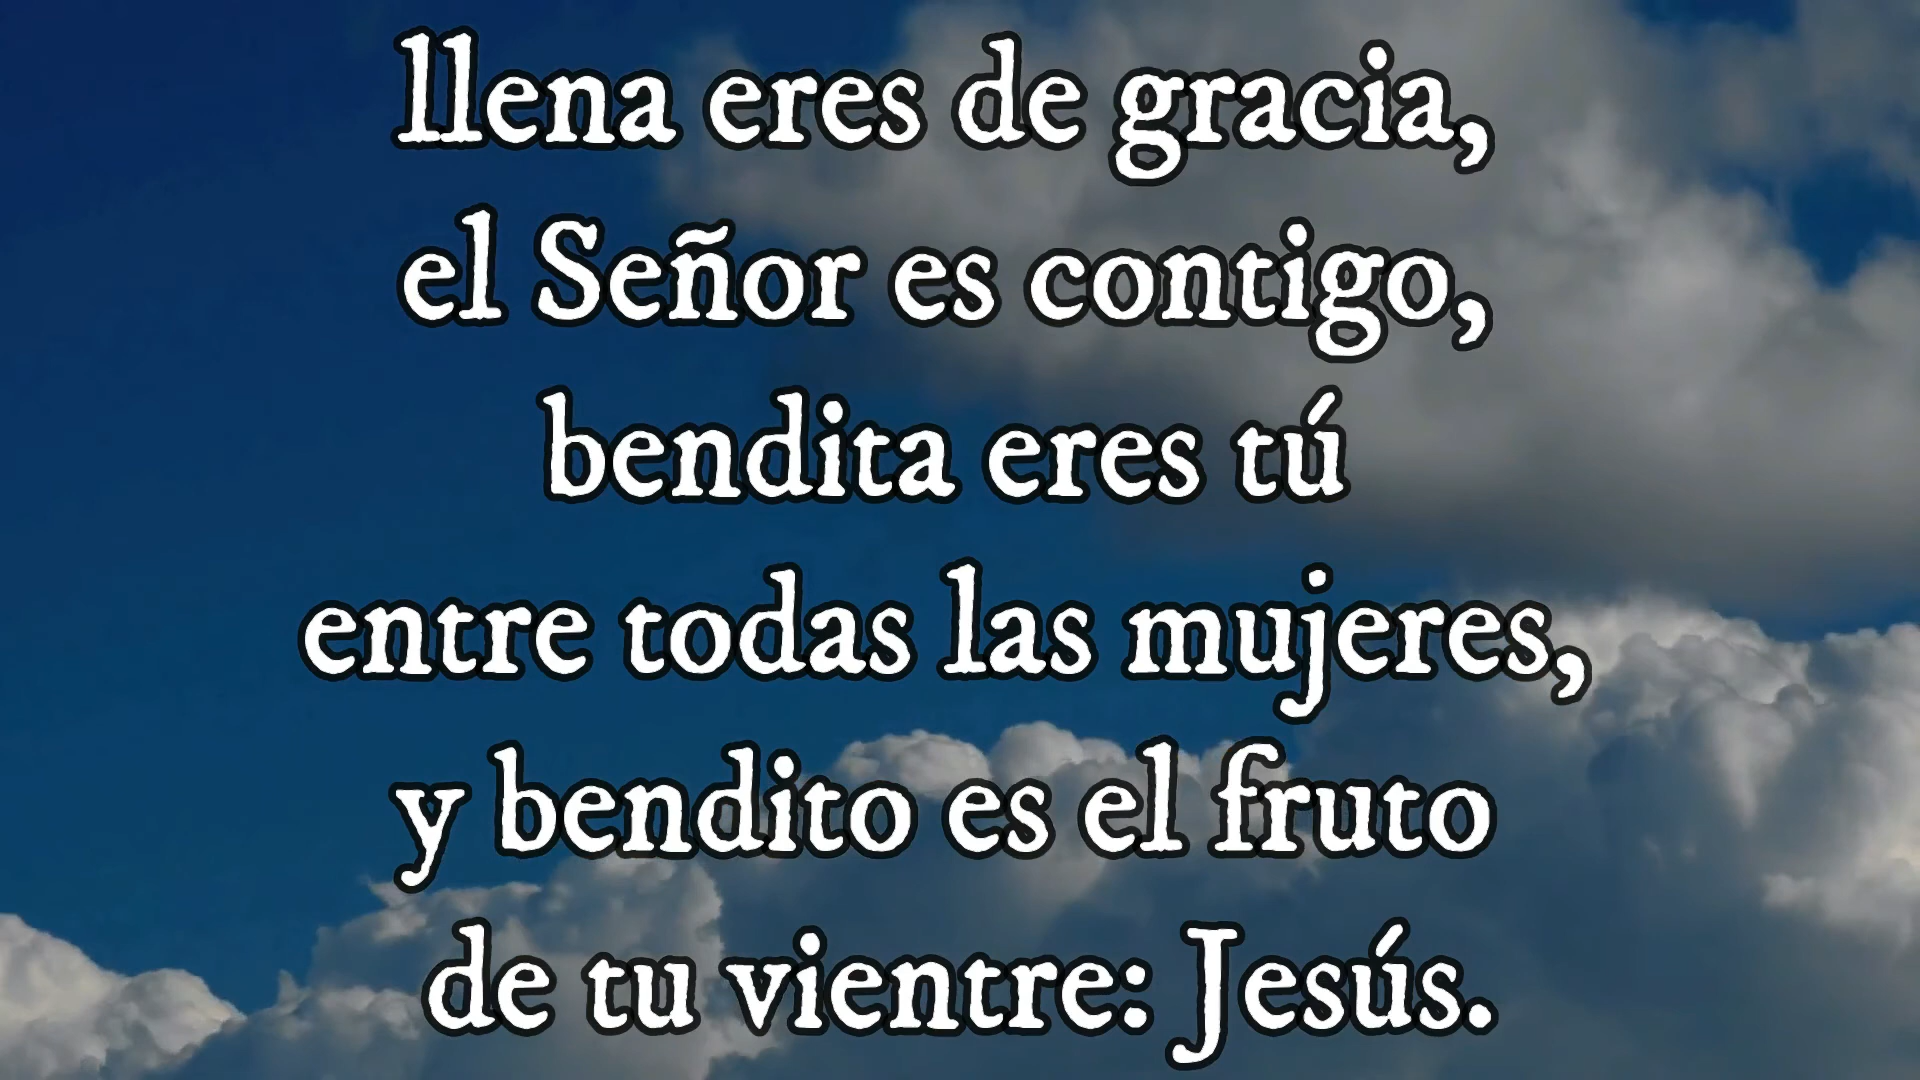 llena eres de gracia,
el Señor es contigo,
bendita eres tú
entre todas las mujeres,
y bendito es el fruto
de tu vientre: Jesús.